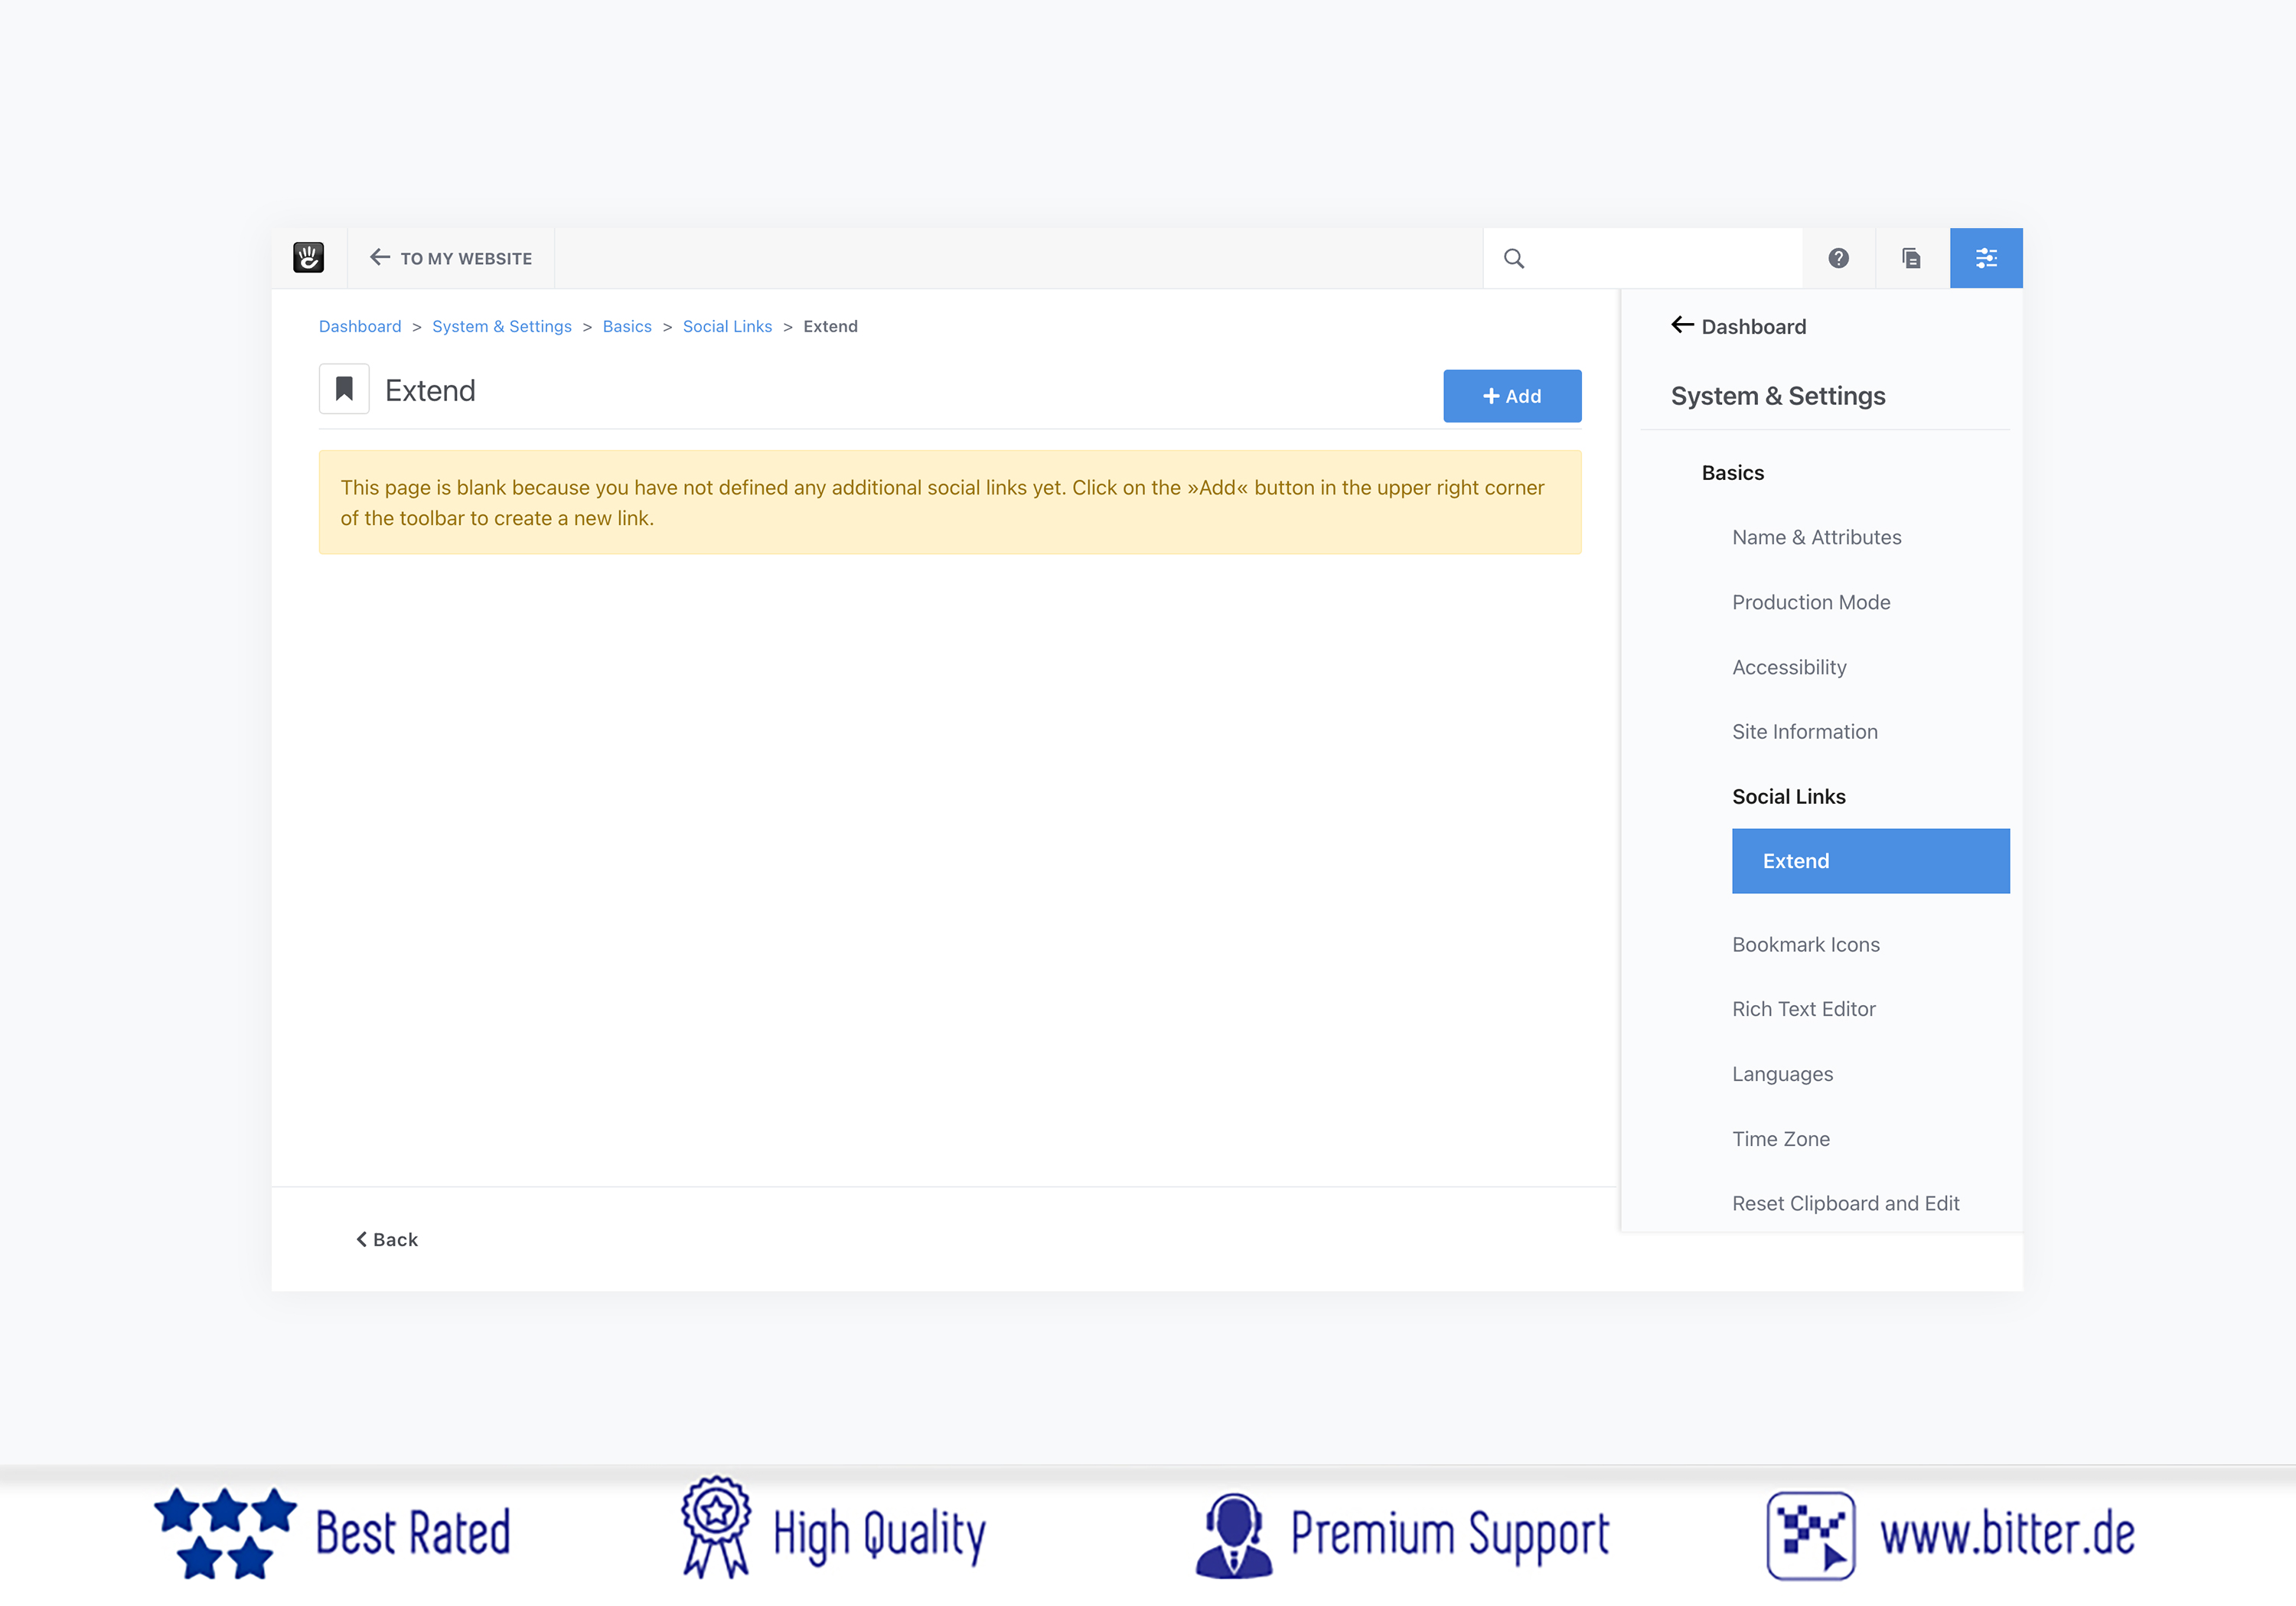 TO MY WEBSITE
Dashboard > System & Settings > Basics > Social Links > Extend
Extend
+ Add
This page is blank because you have not defined any additional social links yet. Click on the »Add« button in the upper right corner
of the toolbar to create a new link.
Back
Dashboard
System & Settings
Basics
Name & Attributes
Production Mode
Accessibility
Site Information
Social Links
Extend
Bookmark Icons
Rich Text Editor
Languages
Time Zone
Reset Clipboard and Edit
Best Rated
High Quality
Premium Support
www.bitter.de